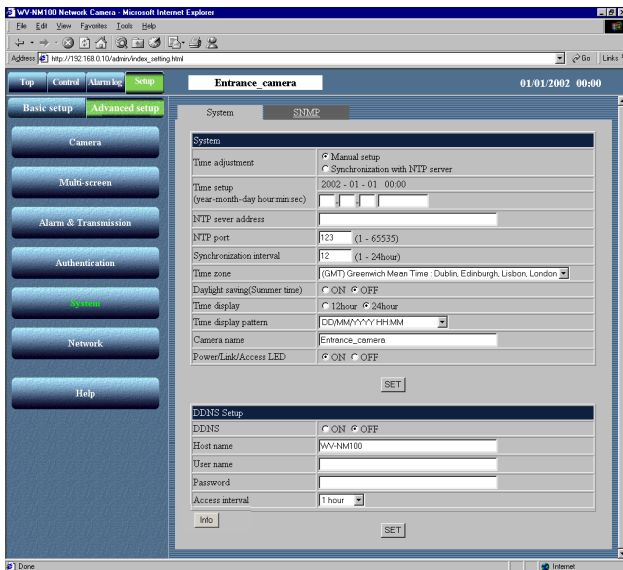 WV-NM100 Network Camera - Microsoft Internet Explorer
File Edit View Favorites Tools Help
Address http://192.168.0.10/admin/index_setting.html Go Links
Top Control Alarm log Setup Entrance_camera 01/01/2002 00:00
Basic setup Advanced setup
System SNMP
Camera
Multi-screen
Alarm & Transmission
Authentication
System
Network
Help
System
Time adjustment Manual setup
Synchronization with NTP server
Time setup 2002 - 01 - 01 00:00
(year-month-day hour:min:sec) - -
NTP sever address
NTP port 123 (1 - 65535)
Synchronization interval 12 (1 - 24hour)
Time zone (GMT) Greenwich Mean Time : Dublin, Edinburgh, Lisbon, London
Daylight saving(Summer time) ON OFF
Time display 12hour 24hour
Time display pattern DD/MM/YYYY HH:MM
Camera name Entrance_camera
Power/Link/Access LED ON OFF
SET
DDNS Setup
DDNS ON OFF
Host name WV-NM100
User name
Password
Access interval 1 hour
Info
SET
Done Internet